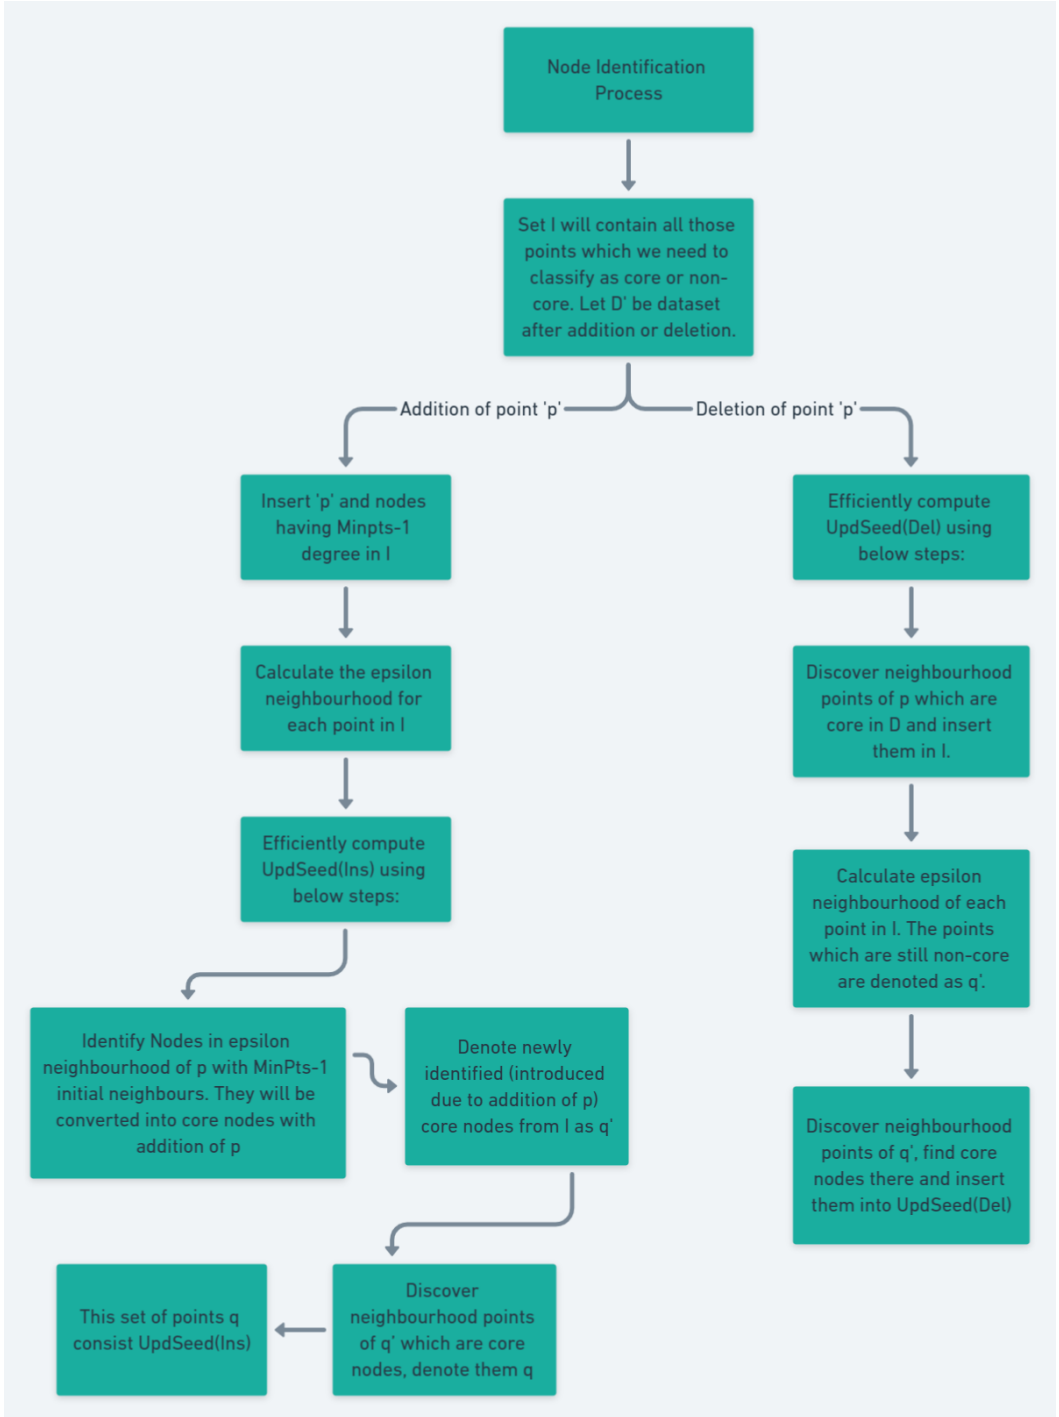 Node Identification
Process
Set I will contain all those
points which we need to
classify as core or non-
core. Let D' be dataset
after addition or deletion.
Addition of point 'p'
Deletion of point 'p'
Insert 'p' and nodes
having Minpts-1
degree in I
Calculate the epsilon
neighbourhood for
each point in I
Efficiently compute
UpdSeed(Ins) using
below steps:
Identify Nodes in epsilon
neighbourhood of p with MinPts-1
initial neighbours. They will be
converted into core nodes with
addition of p
Denote newly
identified (introduced
due to addition of p)
core nodes from I as q'
Discover
neighbourhood points
of q' which are core
nodes, denote them q
This set of points q
consist UpdSeed(Ins)
Efficiently compute
UpdSeed(Del) using
below steps:
Discover neighbourhood
points of p which are
core in D and insert
them in I.
Calculate epsilon
neighbourhood of each
point in I. The points
which are still non-core
are denoted as q'.
Discover neighbourhood
points of q', find core
nodes there and insert
them into UpdSeed(Del)